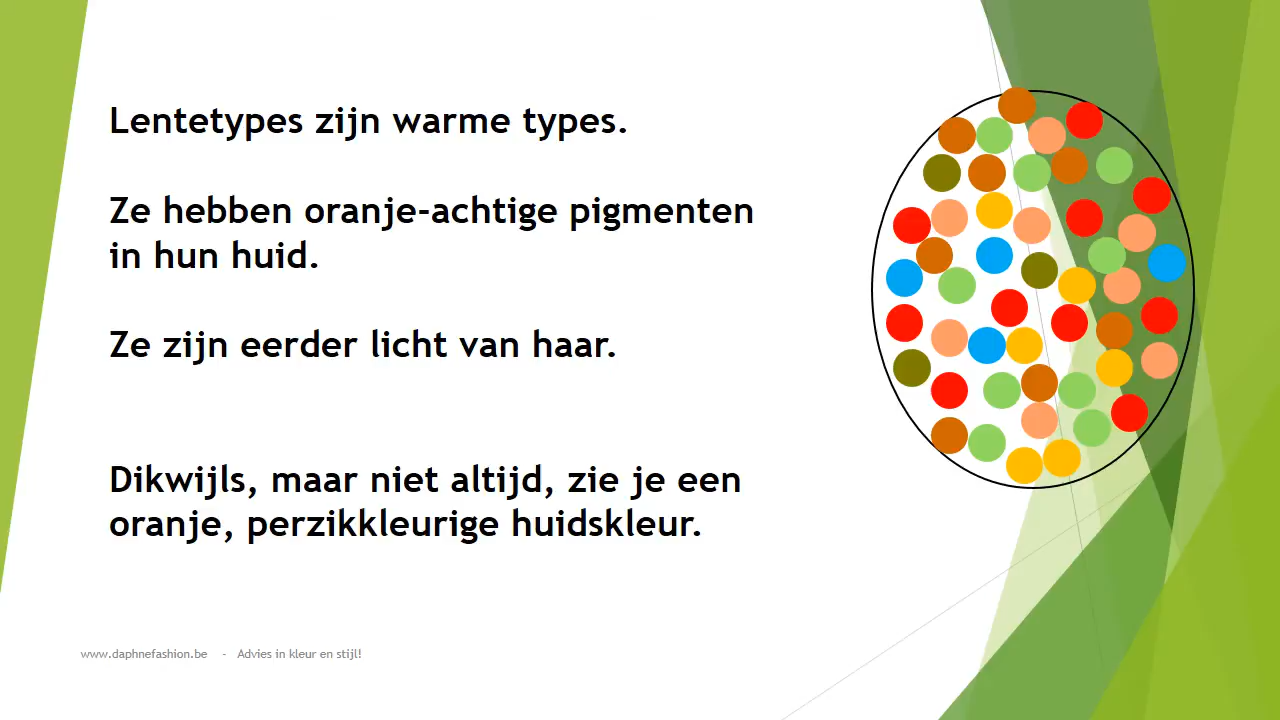 Lentetypes zijn warme types.
Ze hebben oranje-achtige pigmenten
in hun huid.
Ze zijn eerder licht van haar.
Dikwijls, maar niet altijd, zie je een
oranje, perzikkleurige huidskleur.
www.daphnefashion.be - Advies in kleur en stijl!